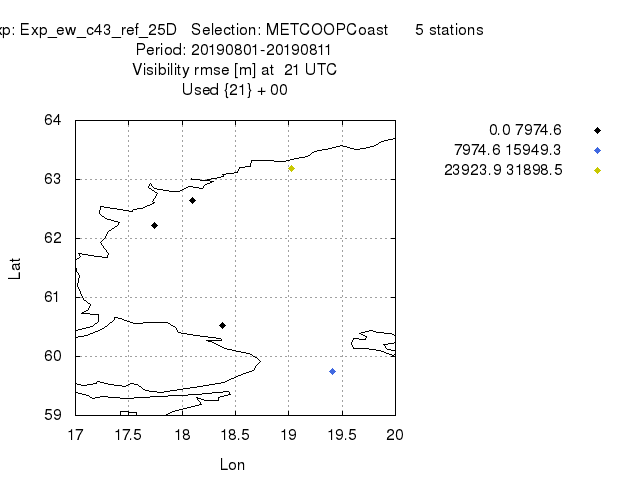 xp: Exp_ew_c43_ref_25D Selection: METCOOPCoast 5 stations
Period: 20190801-20190811
Visibility rmse [m] at 21 UTC
Used {21} + 00
0.0 7974.6
7974.6 15949.3
23923.9 31898.5
64
63
62
61
60
59
Lat
17 17.5 18 18.5 19 19.5 20
Lon